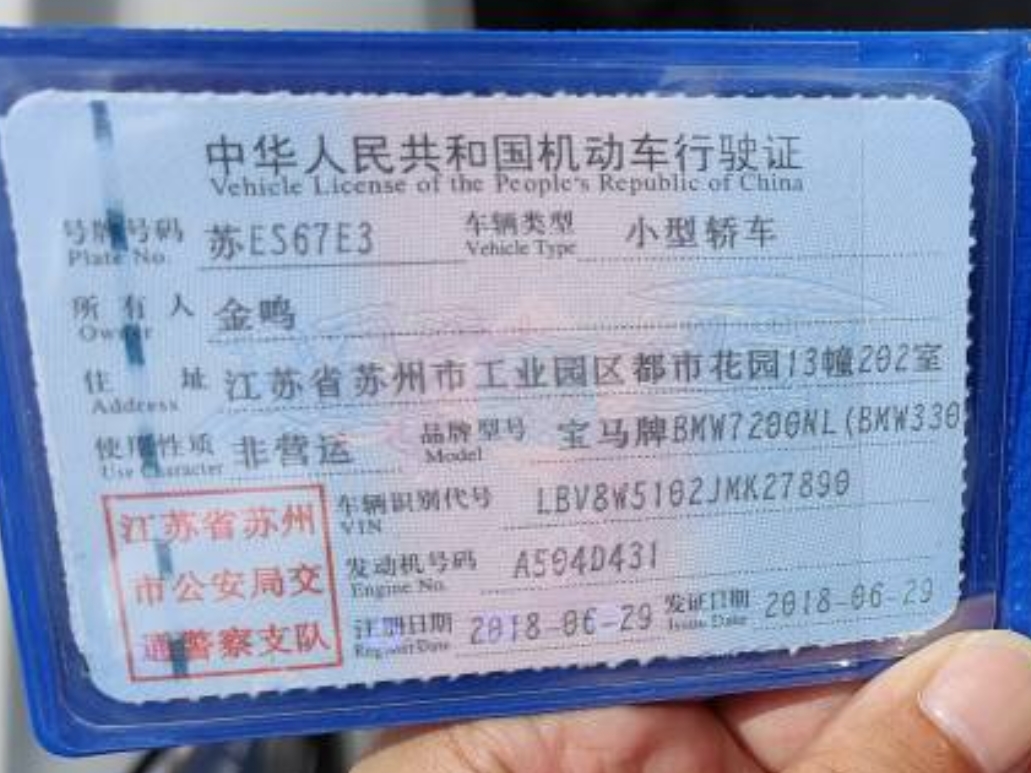 中华人民共和国机动车行驶证
Vehicle License of the People's Republic of China
号牌号码 苏ES67E3 车辆类型 小型轿车
Plate No. Vehicle Type
所有人 金鸣
Owner
住址 江苏省苏州市工业园区都市花园13幢202室
Address
使用性质 非营运 品牌型号 宝马牌BMW7200NL(BMW330
Use Character Model
车辆识别代号 LBV8W5102JMK27890
VIN
发动机号码 A504D431
Engine No.
注册日期 2018-06-29 发证日期 2018-06-29
Register Date Issue Date
江苏省苏州
市公安局交
通警察支队